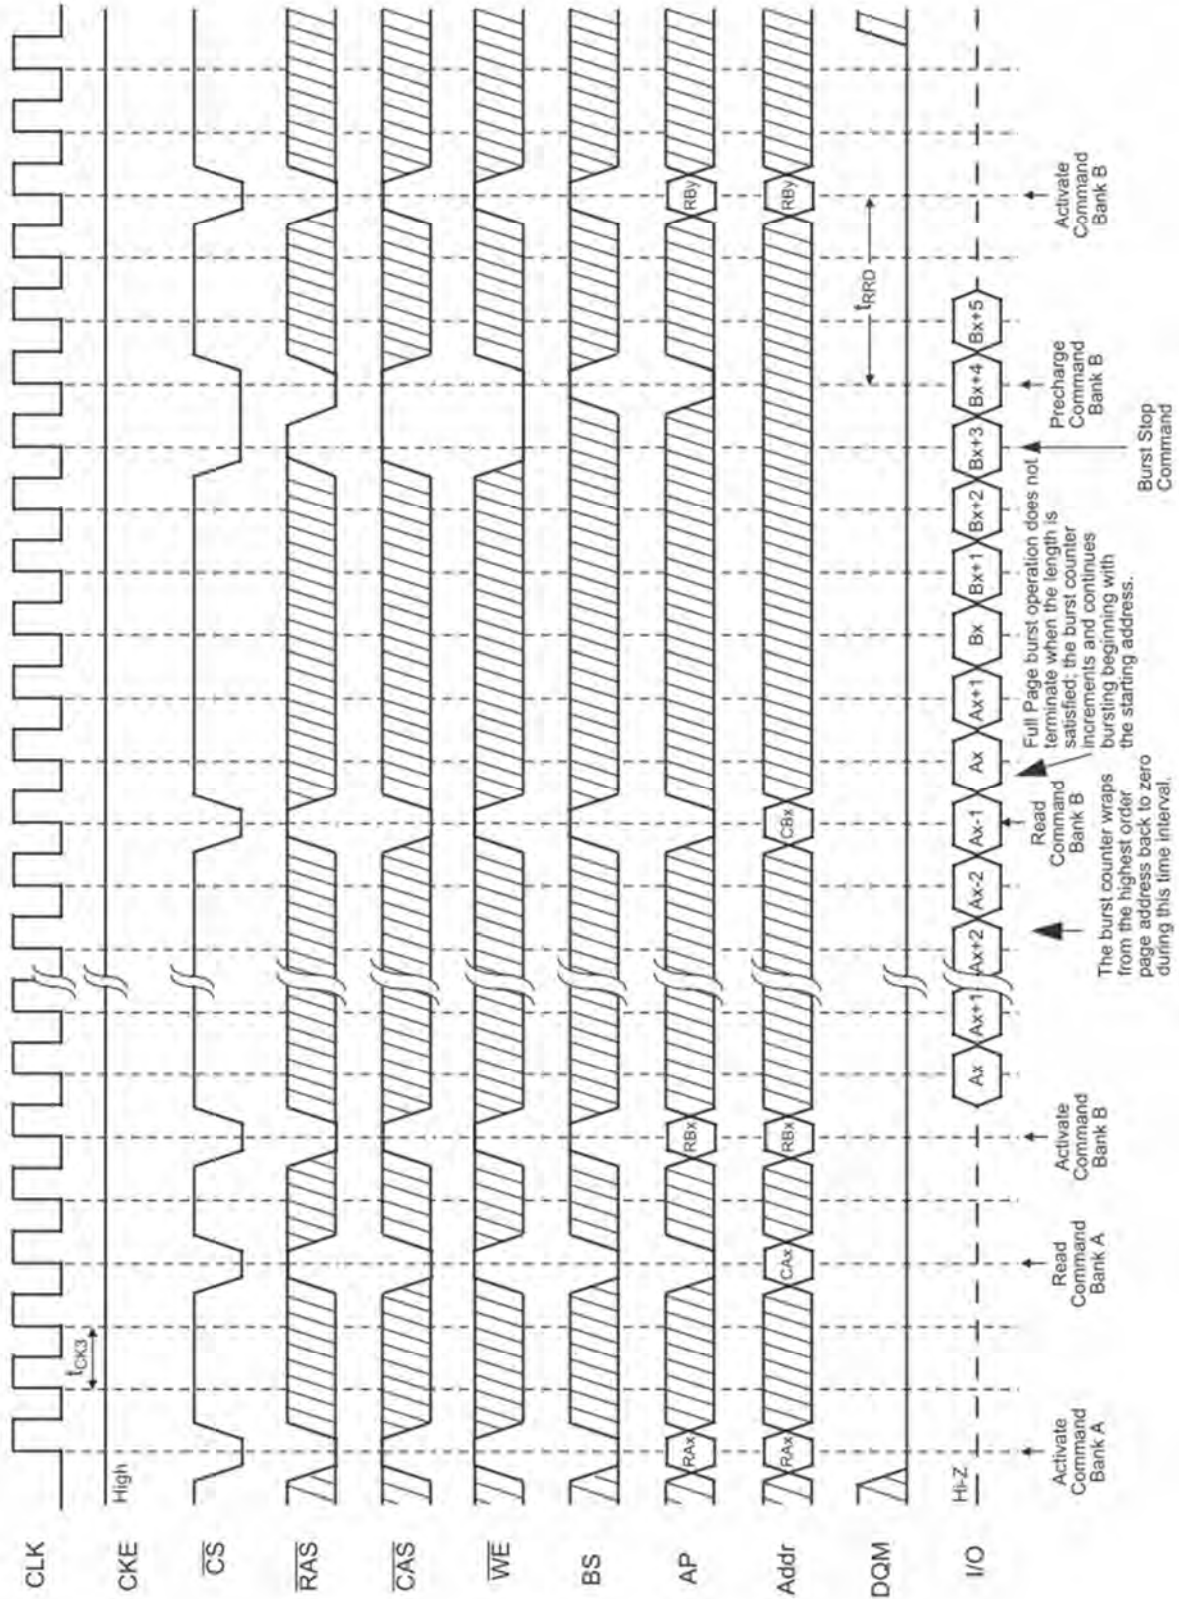 CLK
t CK3
CKE
High
CS
RAS
CAS
WE
BS
AP
RAx
RBx
RBy
Addr
RAx
CAx
RBx
CBx
RBy
DQM
tRRD
I/O
Hi-Z
Ax
Ax+1
Ax+2
Ax-2
Ax-1
Ax
Ax+1
Bx
Bx+1
Bx+2
Bx+3
Bx+4
Bx+5
Activate
Command
Bank A
Read
Command
Bank A
Activate
Command
Bank B
The burst counter wraps
from the highest order
page address back to zero
during this time interval.
Read
Command
Bank B
Full Page burst operation does not
terminate when the length is
satisfied; the burst counter
increments and continues
bursting beginning with
the starting address.
Burst Stop
Command
Precharge
Command
Bank B
Activate
Command
Bank B